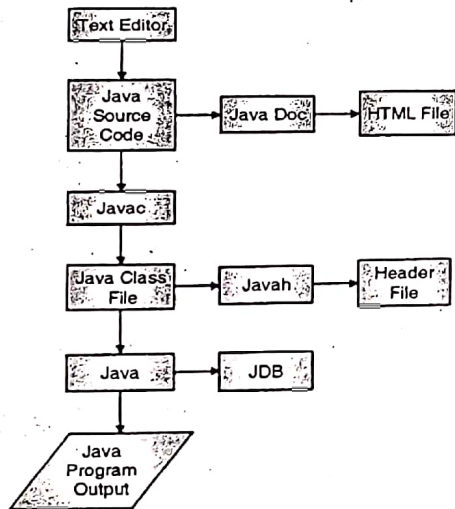 Text Editor
Java
Source
Code
Java Doc
HTML File
Javac
Java Class
File
Javah
Header
File
Java
JDB
Java
Program
Output